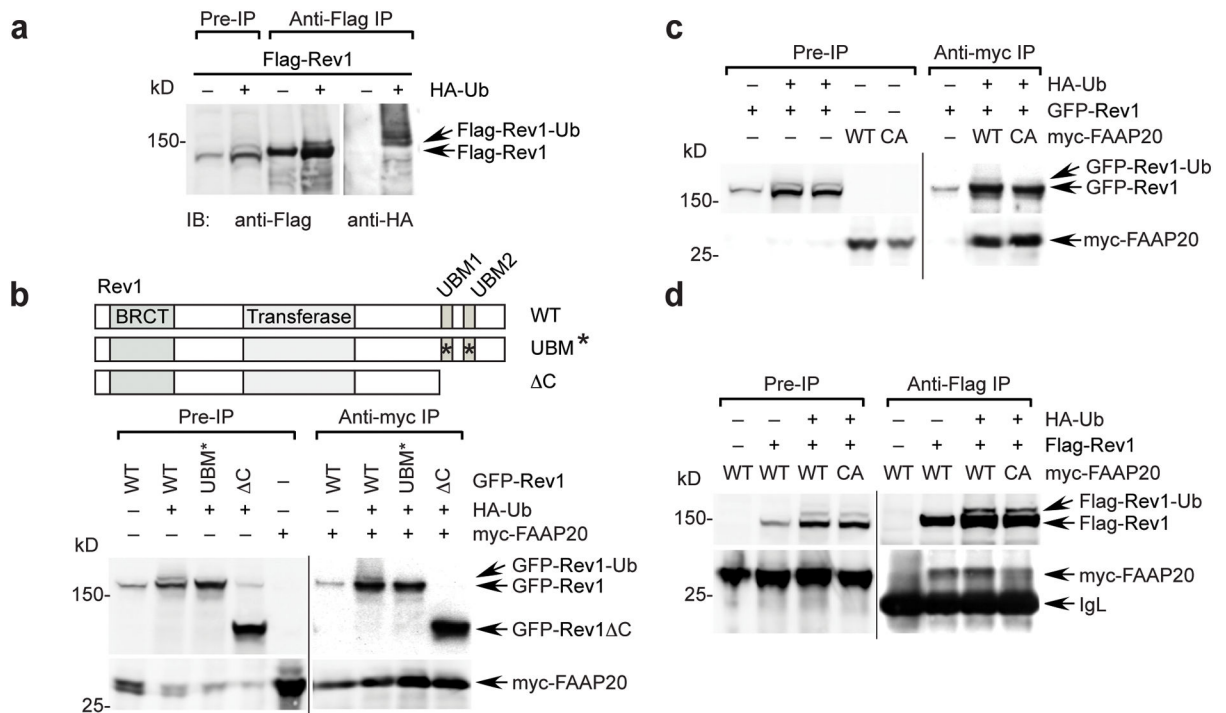 a
Pre-IP Anti-Flag IP
Flag-Rev1
kD – + – + – + HA-Ub
150-
Flag-Rev1-Ub
Flag-Rev1
IB: anti-Flag anti-HA
b
Rev1
UBM1
UBM2
BRCT Transferase WT
* * UBM*
ΔC
Pre-IP Anti-myc IP
WT WT UBM* ΔC – WT WT UBM* ΔC GFP-Rev1
– + + + – – + + + HA-Ub
– – – – + + + + + myc-FAAP20
kD
GFP-Rev1-Ub
GFP-Rev1
150-
GFP-Rev1ΔC
myc-FAAP20
25-
c
Pre-IP Anti-myc IP
– + + – – – + + HA-Ub
+ + + – – + + + GFP-Rev1
– – – WT CA – WT CA myc-FAAP20
kD
GFP-Rev1-Ub
GFP-Rev1
150-
myc-FAAP20
25-
d
Pre-IP Anti-Flag IP
– – + + – – + + HA-Ub
– + + + – + + + Flag-Rev1
WT WT WT CA WT WT WT CA myc-FAAP20
kD
Flag-Rev1-Ub
150-
Flag-Rev1
myc-FAAP20
25-
IgL